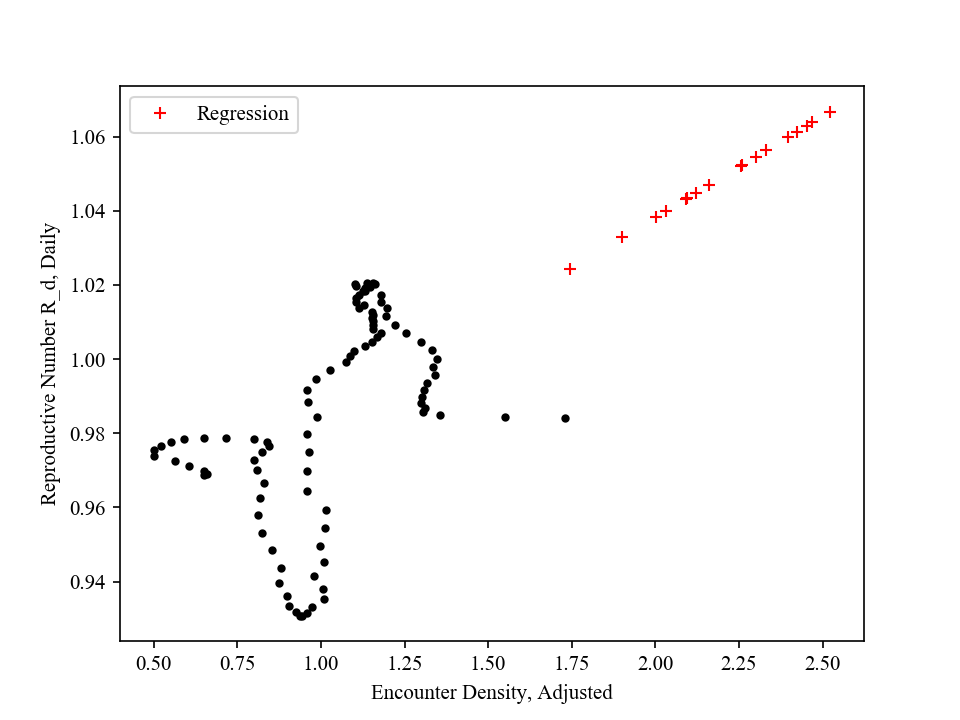 Regression
1.06
1.04
1.02
1.00
0.98
0.96
0.94
Reproductive Number R_d, Daily
0.50 0.75 1.00 1.25 1.50 1.75 2.00 2.25 2.50
Encounter Density, Adjusted